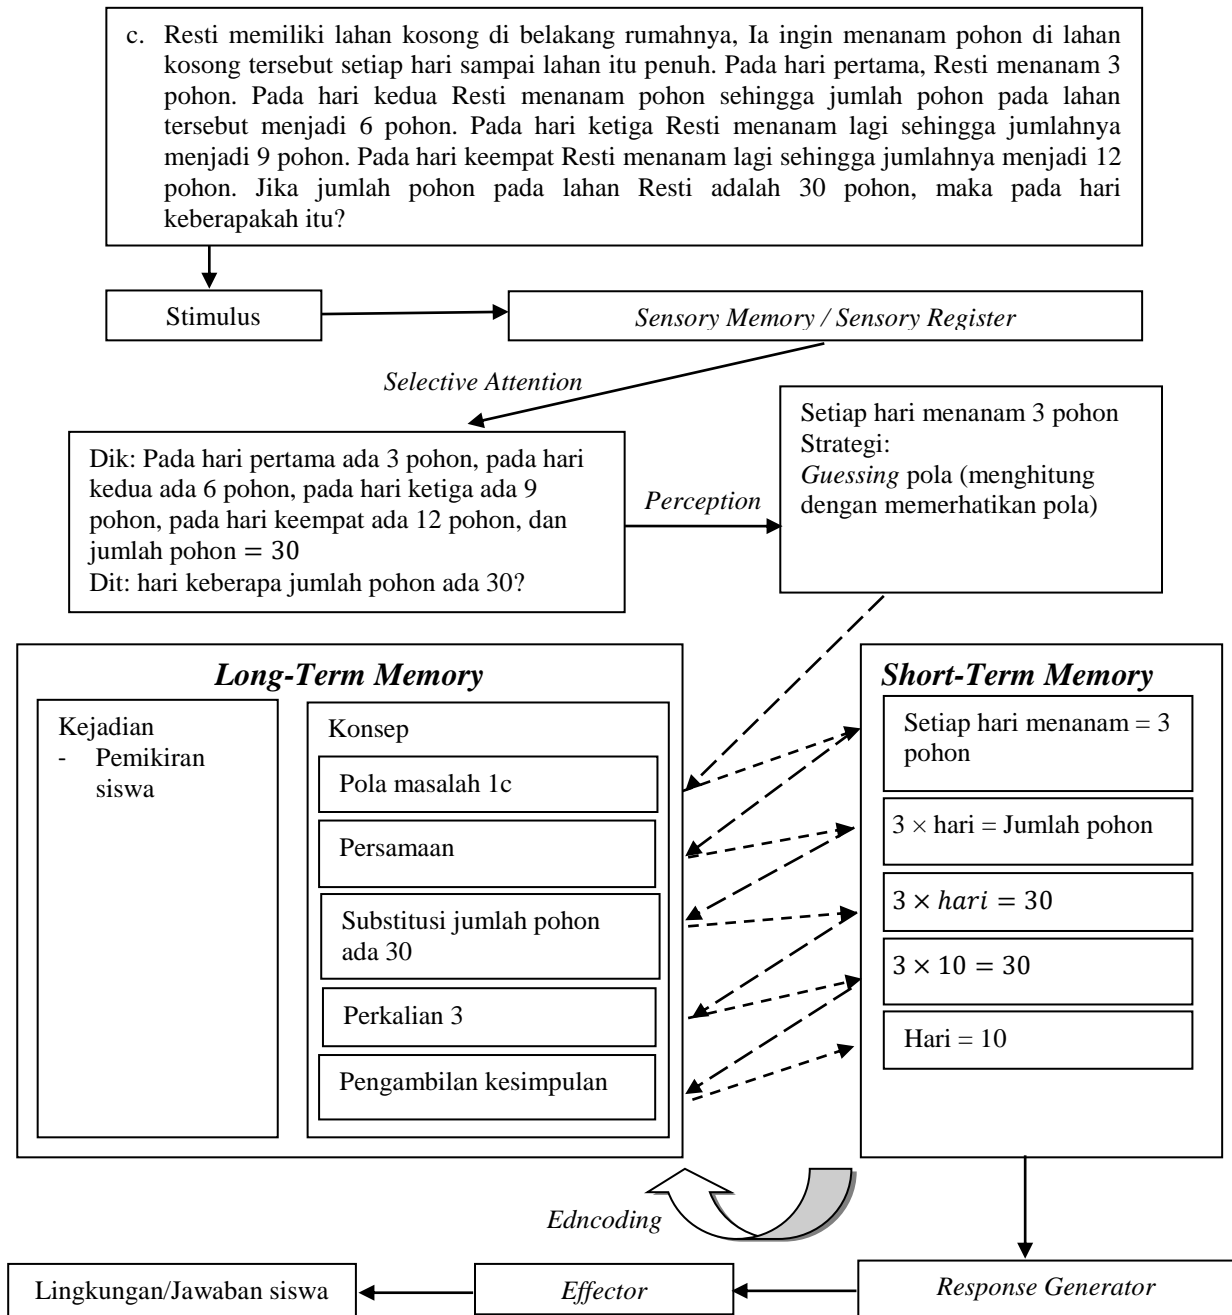 c. Resti memiliki lahan kosong di belakang rumahnya, Ia ingin menanam pohon di lahan
kosong tersebut setiap hari sampai lahan itu penuh. Pada hari pertama, Resti menanam 3
pohon. Pada hari kedua Resti menanam pohon sehingga jumlah pohon pada lahan
tersebut menjadi 6 pohon. Pada hari ketiga Resti menanam lagi sehingga jumlahnya
menjadi 9 pohon. Pada hari keempat Resti menanam lagi sehingga jumlahnya menjadi 12
pohon. Jika jumlah pohon pada lahan Resti adalah 30 pohon, maka pada hari
keberapakah itu?
Stimulus
Sensory Memory / Sensory Register
Selective Attention
Dik: Pada hari pertama ada 3 pohon, pada hari
kedua ada 6 pohon, pada hari ketiga ada 9
pohon, pada hari keempat ada 12 pohon, dan
jumlah pohon = 30
Dit: hari keberapa jumlah pohon ada 30?
Perception
Setiap hari menanam 3 pohon
Strategi:
Guessing pola (menghitung
dengan memerhatikan pola)
Long-Term Memory
Kejadian
- Pemikiran
siswa
Konsep
Pola masalah 1c
Persamaan
Substitusi jumlah pohon
ada 30
Perkalian 3
Pengambilan kesimpulan
Short-Term Memory
Setiap hari menanam = 3
pohon
3 × hari = Jumlah pohon
3 × hari = 30
3 × 10 = 30
Hari = 10
Edncoding
Lingkungan/Jawaban siswa
Effector
Response Generator